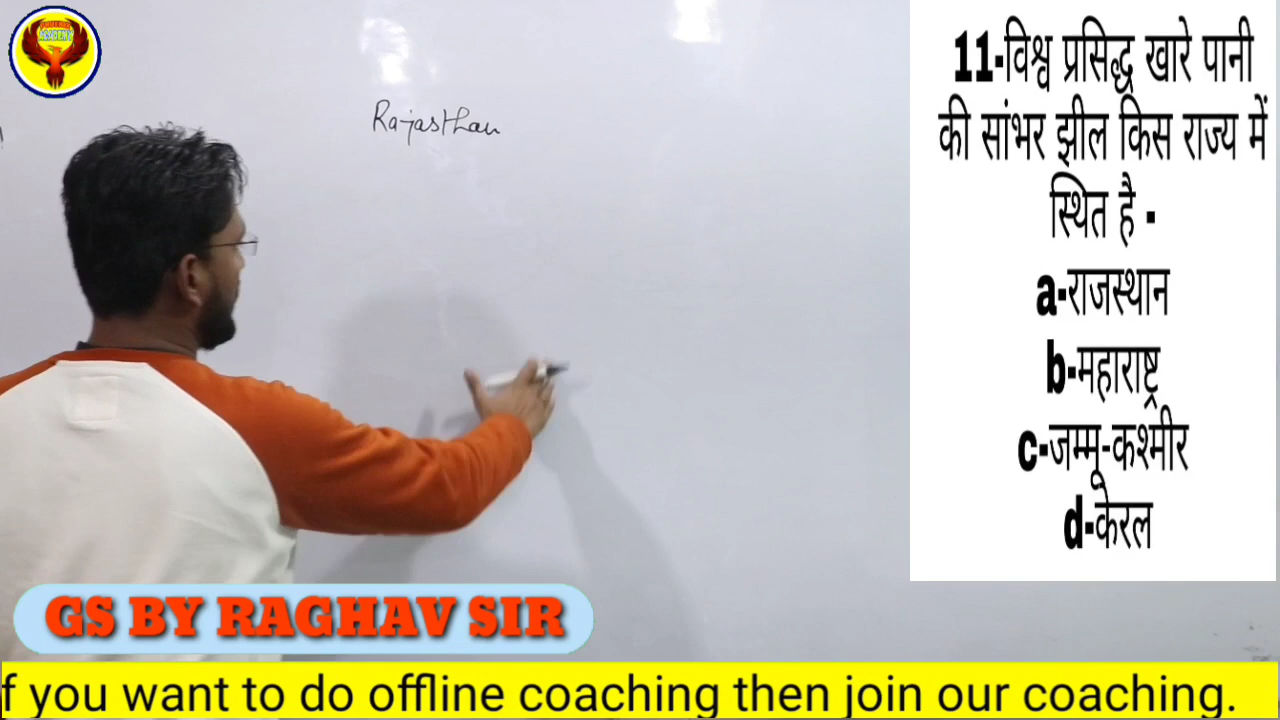 ACADEMY
Rajasthan
11-विश्व प्रसिद्ध खारे पानी
की सांभर झील किस राज्य में
स्थित है -
a-राजस्थान
b-महाराष्ट्र
c-जम्मू-कश्मीर
d-केरल
GS BY RAGHAV SIR
f you want to do offline coaching then join our coaching.